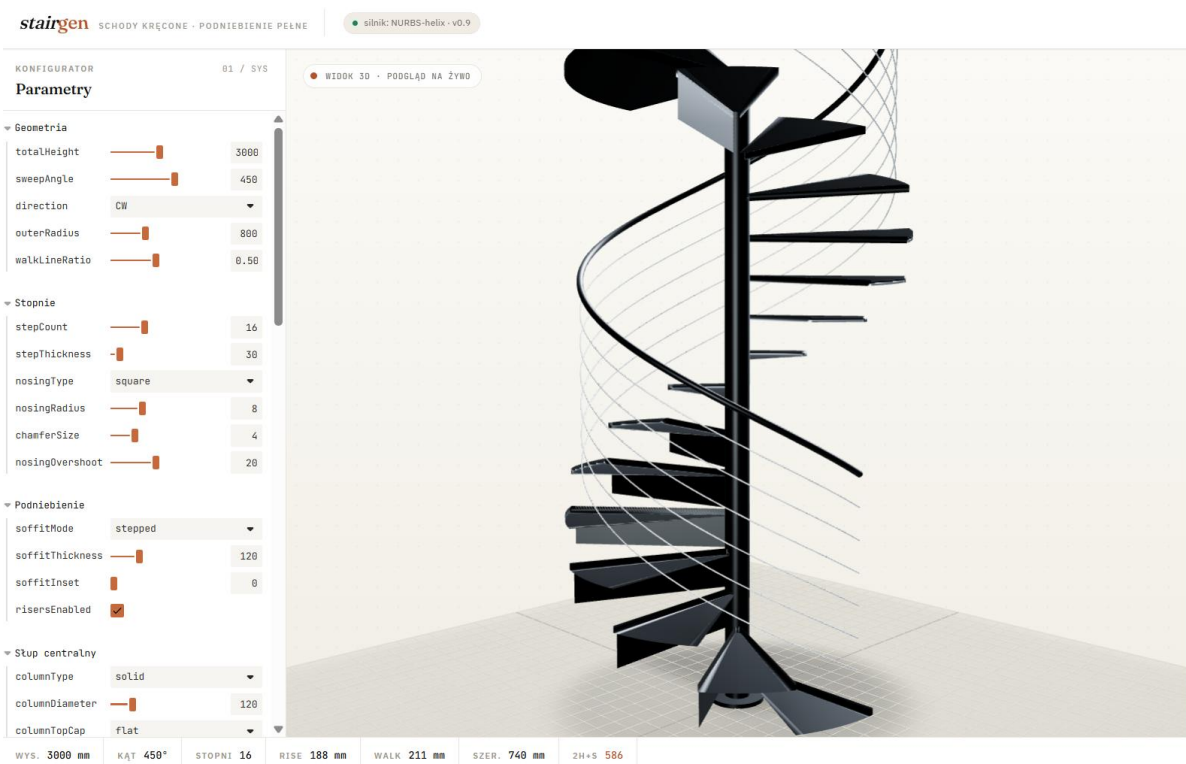 stairgen SCHODY KRĘCONE · PODNIEBIENIE PEŁNE silnik: NURBS-helix · v0.9
KONFIGURATOR 01 / SYS
Parametry
WIDOK 3D · PODGLĄD NA ŻYWO
Geometria
totalHeight 3000
sweepAngle 450
direction CW
outerRadius 800
walkLineRatio 0.50
Stopnie
stepCount 16
stepThickness 30
nosingType square
nosingRadius 8
chamferSize 4
nosingOvershoot 20
Podniebienie
soffitMode stepped
soffitThickness 120
soffitInset 0
risersEnabled
Słup centralny
columnType solid
columnDiameter 120
columnTopCap flat
WYS. 3000 mm KĄT 450° STOPNI 16 RISE 188 mm WALK 211 mm SZER. 740 mm 2H+S 586